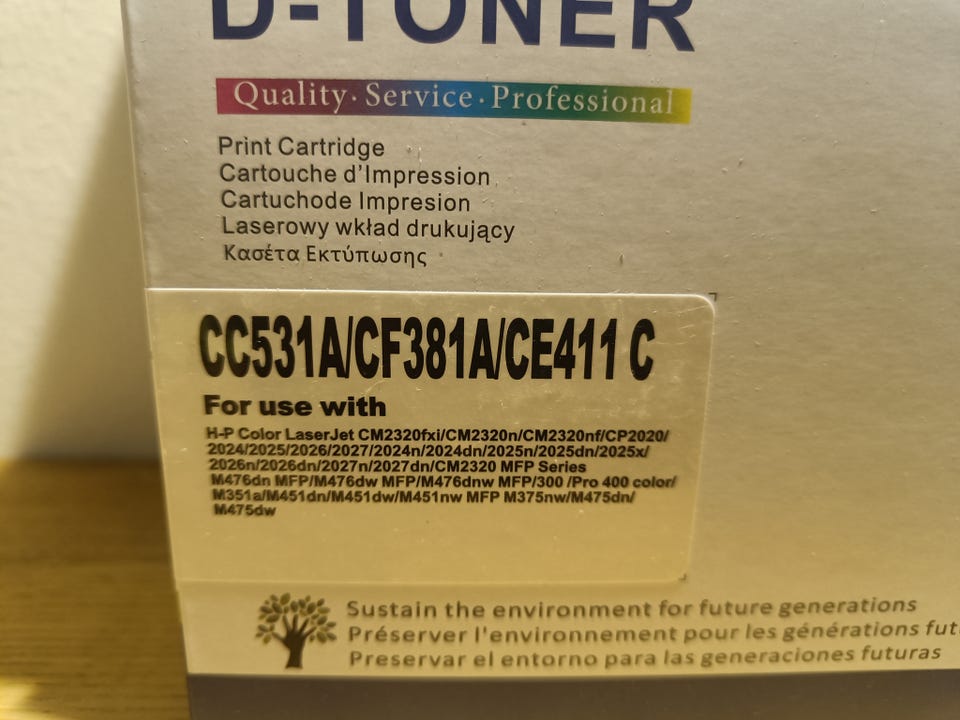 D-TONER
Quality·Service·Professional
Print Cartridge
Cartouche d'Impression
Cartuchode Impresion
Laserowy wkład drukujący
Κασέτα Εκτύπωσης
CC531A/CF381A/CE411 C
For use with
H-P Color LaserJet CM2320fxi/CM2320n/CM2320nf/CP2020/
2024/2025/2026/2027/2024n/2024dn/2025n/2025dn/2025x/
2026n/2026dn/2027n/2027dn/CM2320 MFP Series
M476dn MFP/M476dw MFP/M476dnw MFP/300 /Pro 400 color/
M351a/M451dn/M451dw/M451nw MFP M375nw/M475dn/
M475dw
Sustain the environment for future generations
Préserver l'environnement pour les générations fut
Preservar el entorno para las generaciones futuras